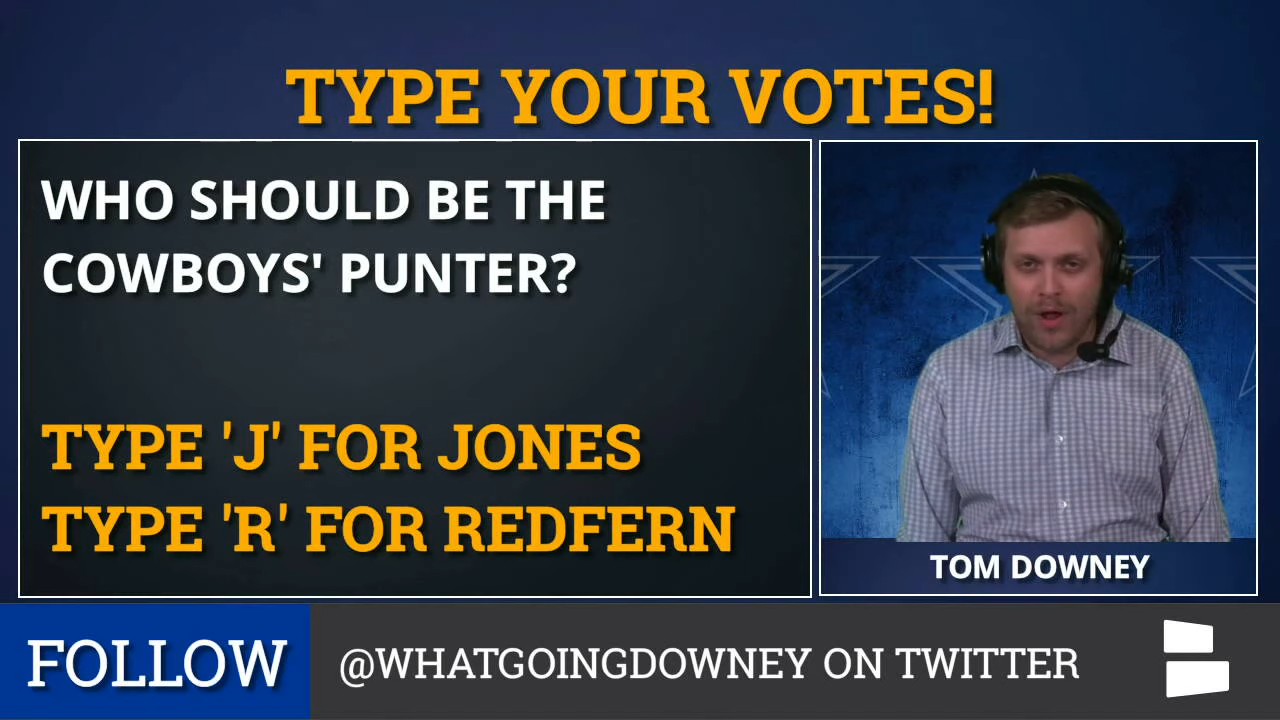 TYPE YOUR VOTES!
WHO SHOULD BE THE
COWBOYS' PUNTER?
TYPE 'J' FOR JONES
TYPE 'R' FOR REDFERN
TOM DOWNEY
FOLLOW
@WHATGOINGDOWNEY ON TWITTER